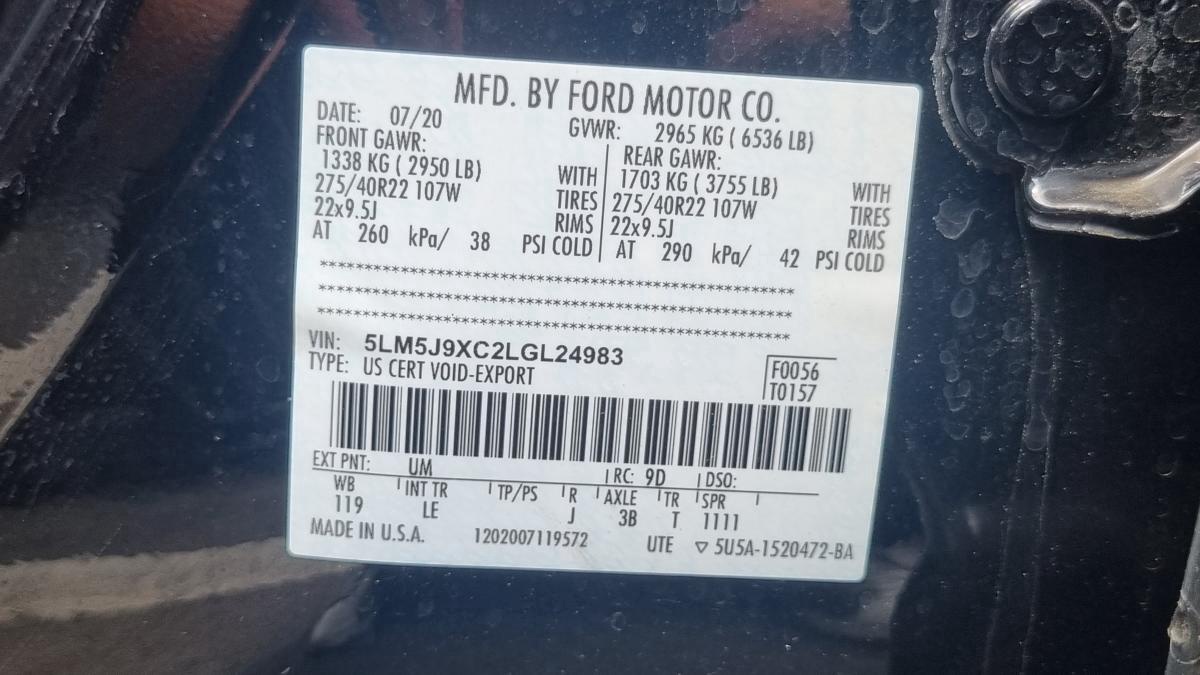 MFD. BY FORD MOTOR CO.
DATE: 07/20 GVWR: 2965 KG ( 6536 LB)
FRONT GAWR: REAR GAWR:
1338 KG ( 2950 LB) WITH 1703 KG ( 3755 LB) WITH
275/40R22 107W TIRES 275/40R22 107W TIRES
22x9.5J RIMS 22x9.5J RIMS
AT 260 kPa/ 38 PSI COLD AT 290 kPa/ 42 PSI COLD
************************************************
************************************************
************************************************
VIN: 5LM5J9XC2LGL24983
TYPE: US CERT VOID-EXPORT
F0056
T0157
EXT PNT: UM RC: 9D DSO:
WB INT TR TP/PS R AXLE TR SPR
119 LE J 3B T 1111
MADE IN U.S.A. 1202007119572 UTE ▽ 5U5A-1520472-BA